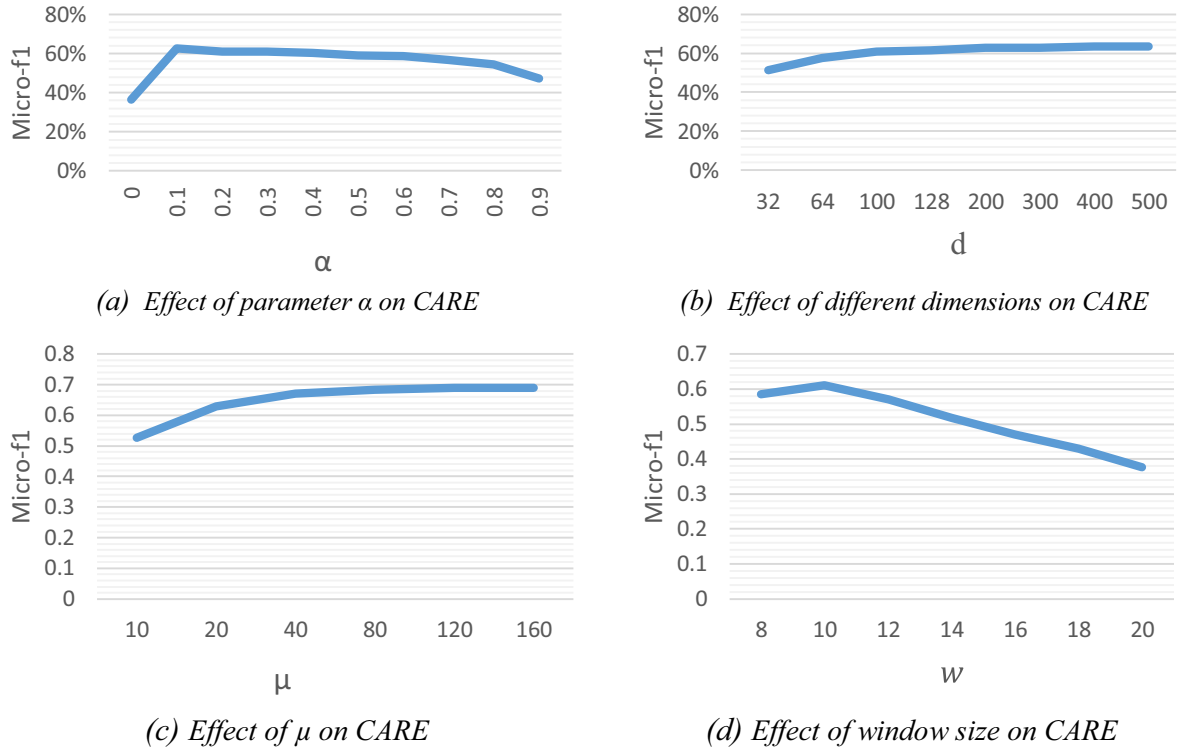 80%
60%
40%
20%
0%
Micro-f1
0 0.1 0.2 0.3 0.4 0.5 0.6 0.7 0.8 0.9
α
(a) Effect of parameter α on CARE
80%
60%
40%
20%
0%
Micro-f1
32 64 100 128 200 300 400 500
d
(b) Effect of different dimensions on CARE
0.8
0.7
0.6
0.5
0.4
0.3
0.2
0.1
0
Micro-f1
10 20 40 80 120 160
μ
(c) Effect of μ on CARE
0.7
0.6
0.5
0.4
0.3
0.2
0.1
0
Micro-f1
8 10 12 14 16 18 20
w
(d) Effect of window size on CARE